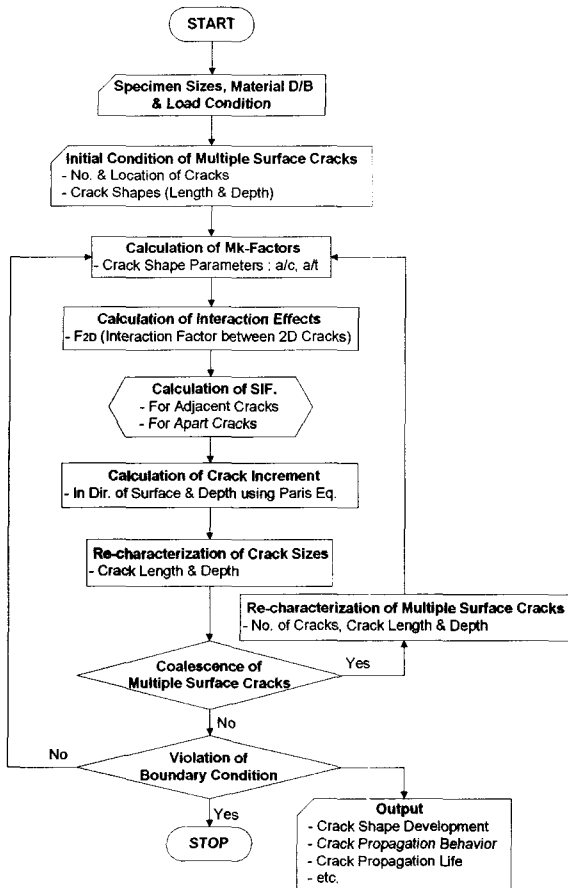 START
Specimen Sizes, Material D/B
& Load Condition
Initial Condition of Multiple Surface Cracks
- No. & Location of Cracks
- Crack Shapes (Length & Depth)
Calculation of Mk-Factors
- Crack Shape Parameters : a/c, a/t
Calculation of Interaction Effects
- F2D (Interaction Factor between 2D Cracks)
Calculation of SIF.
- For Adjacent Cracks
- For Apart Cracks
Calculation of Crack Increment
- In Dir. of Surface & Depth using Paris Eq.
Re-characterization of Crack Sizes
- Crack Length & Depth
Re-characterization of Multiple Surface Cracks
- No. of Cracks, Crack Length & Depth
Coalescence of
Multiple Surface Cracks
Yes
No
Violation of
Boundary Condition
No
Yes
STOP
Output
- Crack Shape Development
- Crack Propagation Behavior
- Crack Propagation Life
- etc.